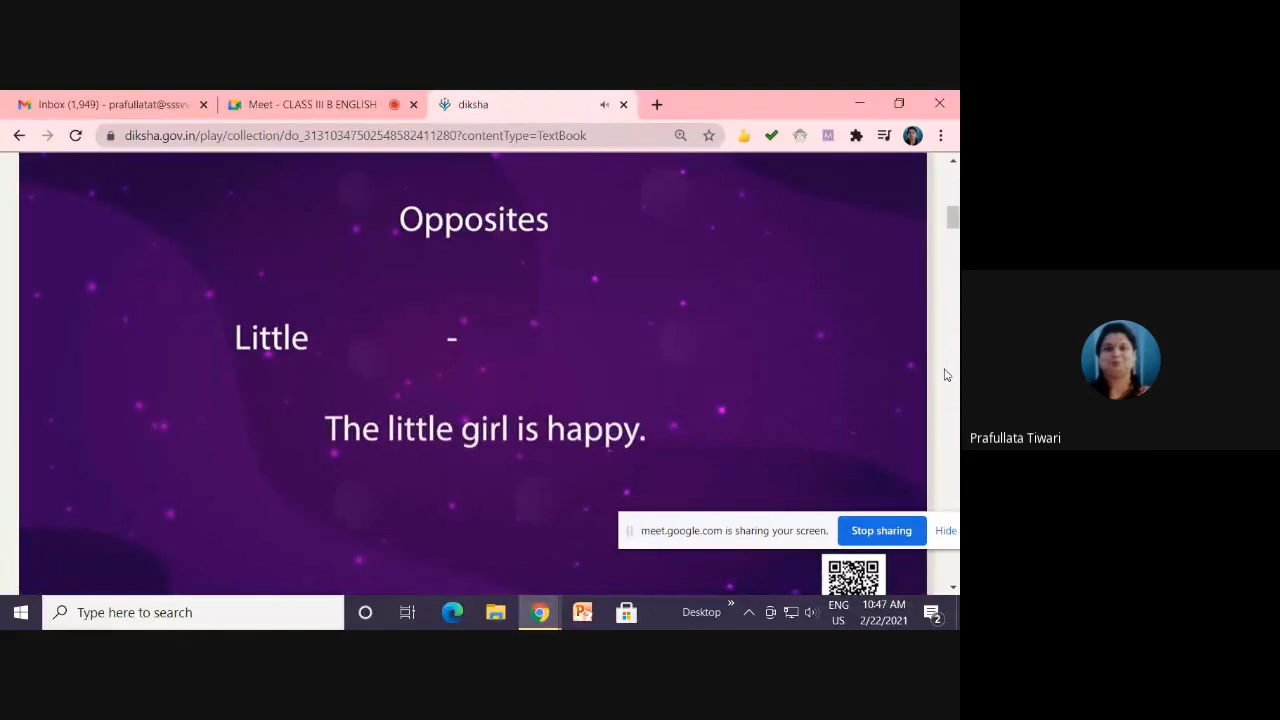 Inbox (1,949) - prafullatat@sssv
Meet - CLASS III B ENGLISH
diksha
diksha.gov.in/play/collection/do_31310347502548582411280?contentType=TextBook
Opposites
Little -
The little girl is happy.
meet.google.com is sharing your screen.
Stop sharing
Hide
Prafullata Tiwari
Type here to search
Desktop
ENG
US
10:47 AM
2/22/2021
2